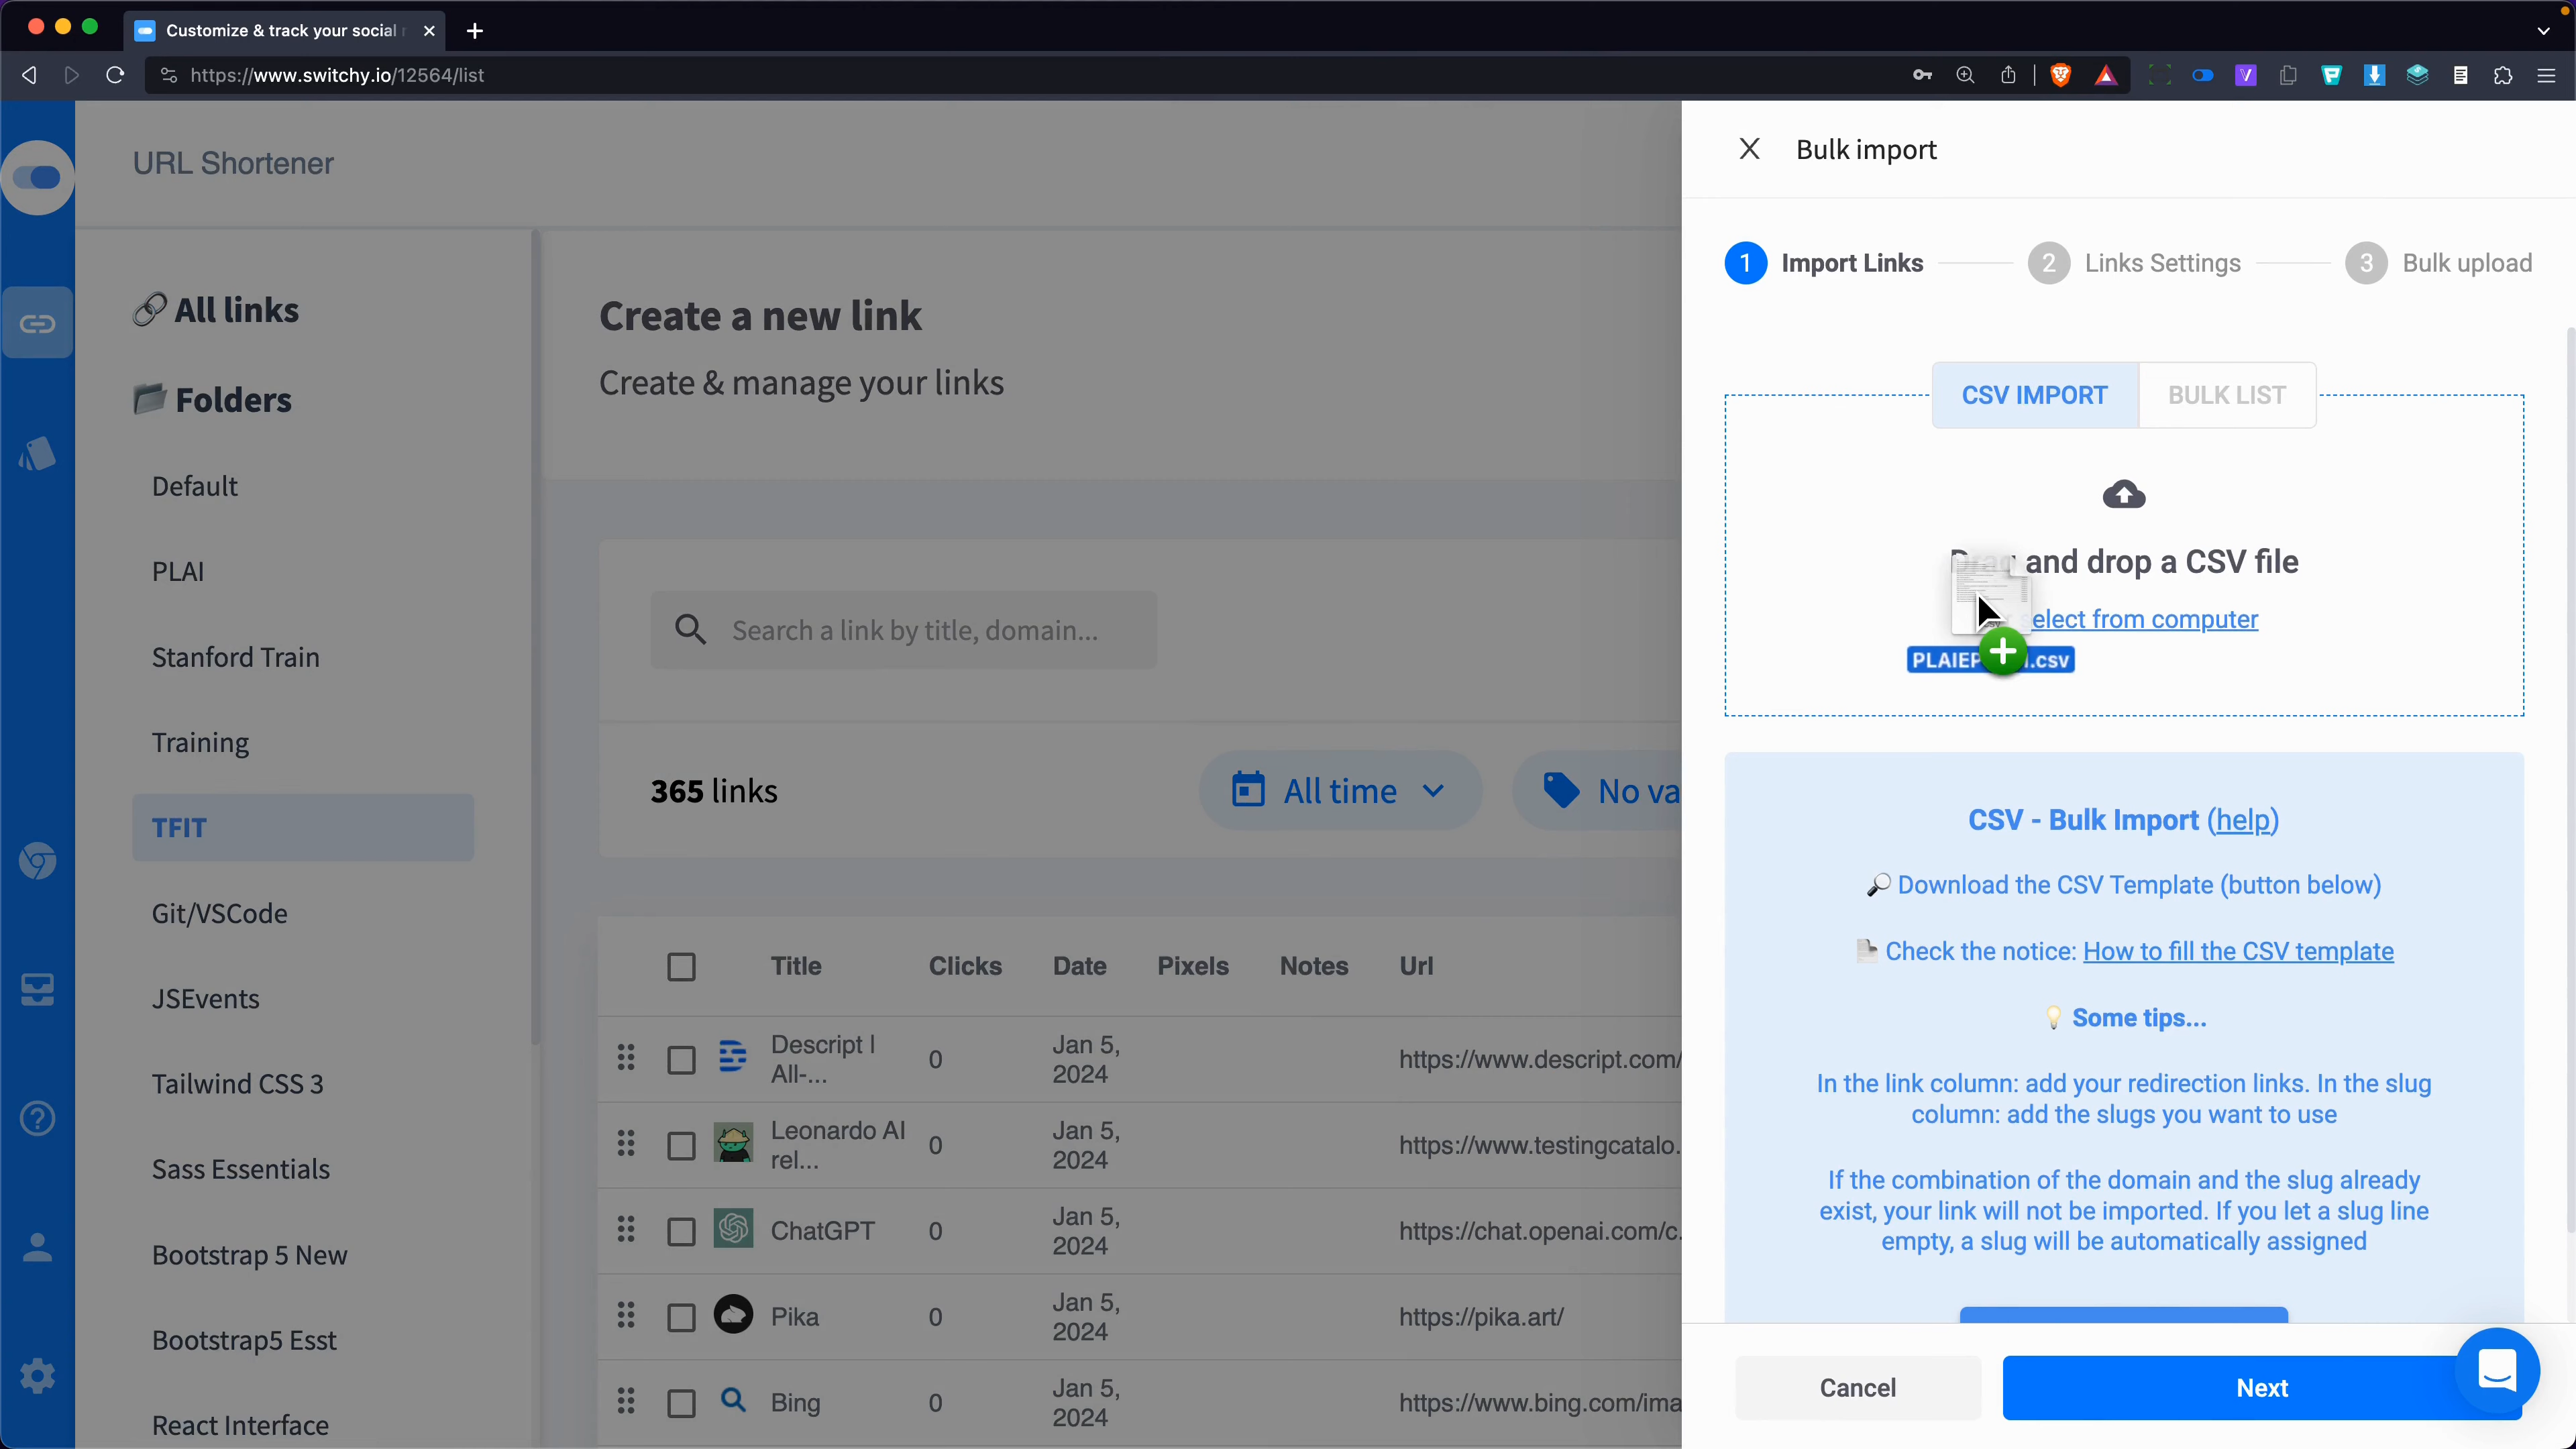 Customize & track your social
https://www.switchy.io/12564/list
URL Shortener
All links
Folders
Default
PLAI
Stanford Train
Training
TFIT
Git/VSCode
JSEvents
Tailwind CSS 3
Sass Essentials
Bootstrap 5 New
Bootstrap5 Esst
React Interface
Create a new link
Create & manage your links
Search a link by title, domain...
365 links
All time
No va
Title Clicks Date Pixels Notes Url
Descript | All-... 0 Jan 5, 2024 https://www.descript.com/
Leonardo AI rel... 0 Jan 5, 2024 https://www.testingcatalo.
ChatGPT 0 Jan 5, 2024 https://chat.openai.com/c.
Pika 0 Jan 5, 2024 https://pika.art/
Bing 0 Jan 5, 2024 https://www.bing.com/ima
X Bulk import
1 Import Links 2 Links Settings 3 Bulk upload
CSV IMPORT BULK LIST
Drag and drop a CSV file
elect from computer
.csv
CSV - Bulk Import (help)
Download the CSV Template (button below)
Check the notice: How to fill the CSV template
Some tips...
In the link column: add your redirection links. In the slug
column: add the slugs you want to use
If the combination of the domain and the slug already
exist, your link will not be imported. If you let a slug line
empty, a slug will be automatically assigned
Cancel Next